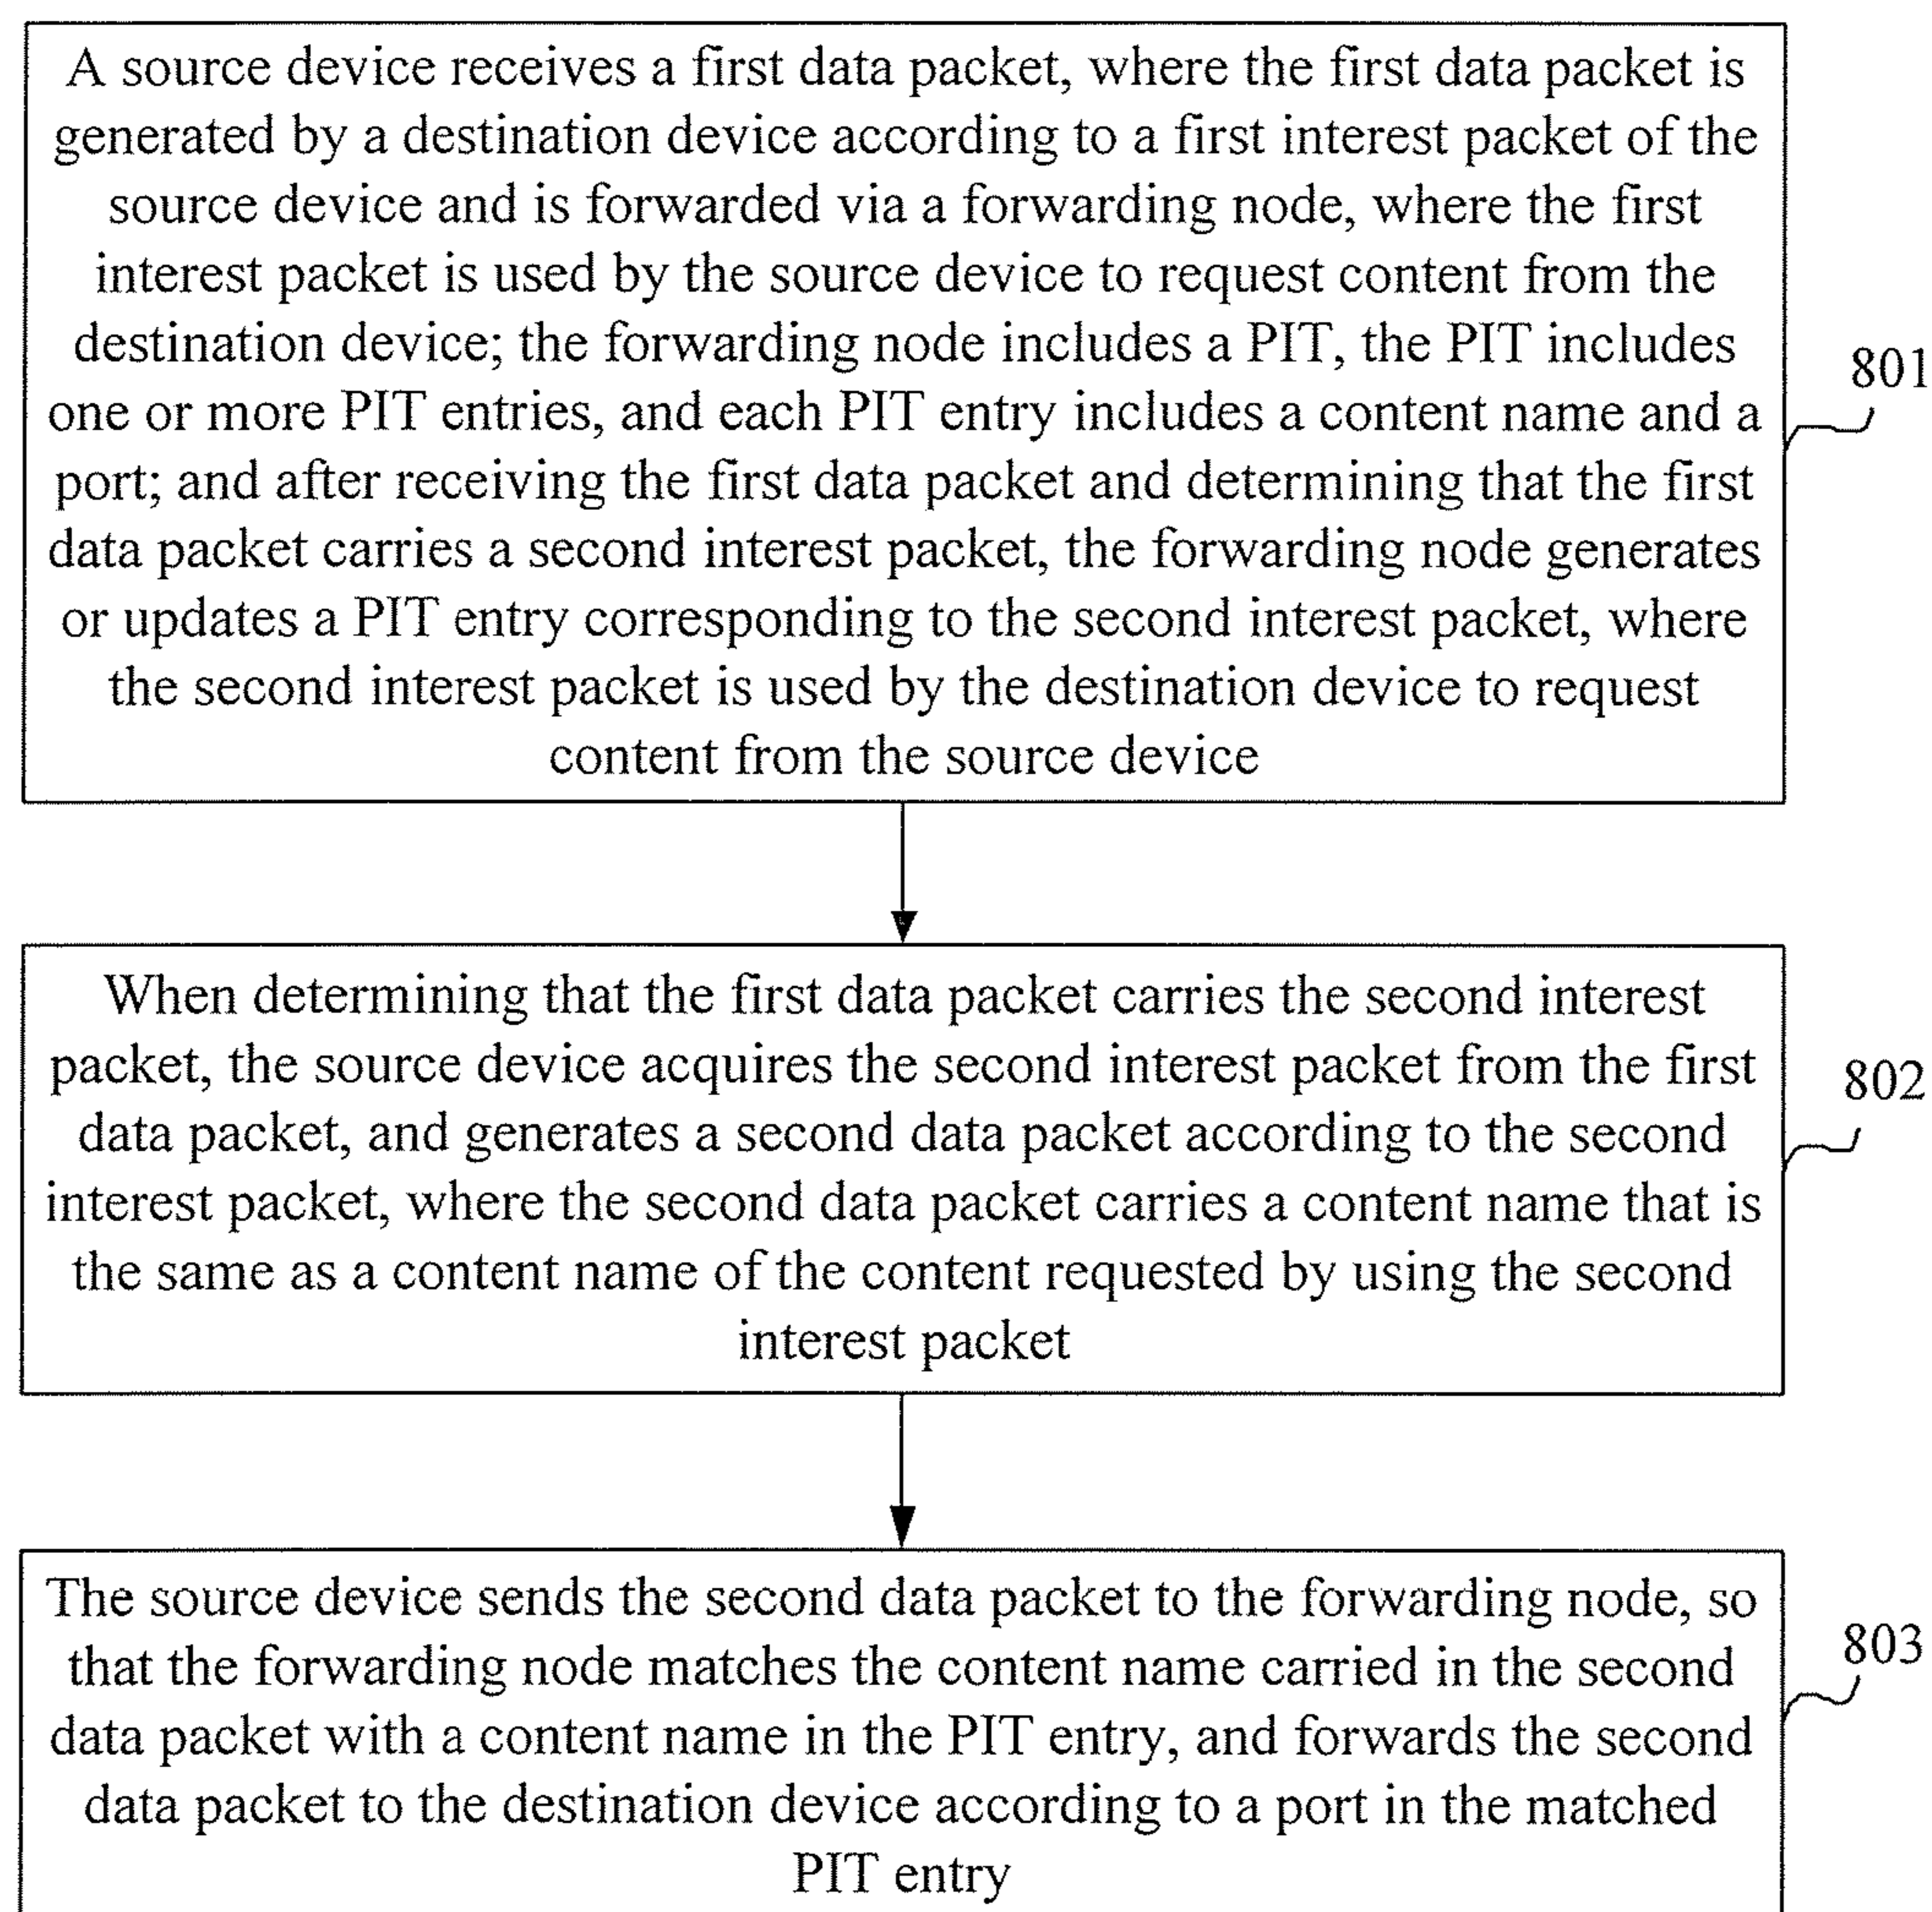 A source device receives a first data packet, where the first data packet is
generated by a destination device according to a first interest packet of the
source device and is forwarded via a forwarding node, where the first
interest packet is used by the source device to request content from the
destination device; the forwarding node includes a PIT, the PIT includes
one or more PIT entries, and each PIT entry includes a content name and a
port; and after receiving the first data packet and determining that the first
data packet carries a second interest packet, the forwarding node generates
or updates a PIT entry corresponding to the second interest packet, where
the second interest packet is used by the destination device to request
content from the source device
801
When determining that the first data packet carries the second interest
packet, the source device acquires the second interest packet from the first
data packet, and generates a second data packet according to the second
interest packet, where the second data packet carries a content name that is
the same as a content name of the content requested by using the second
interest packet
802
The source device sends the second data packet to the forwarding node, so
that the forwarding node matches the content name carried in the second
data packet with a content name in the PIT entry, and forwards the second
data packet to the destination device according to a port in the matched
PIT entry
803